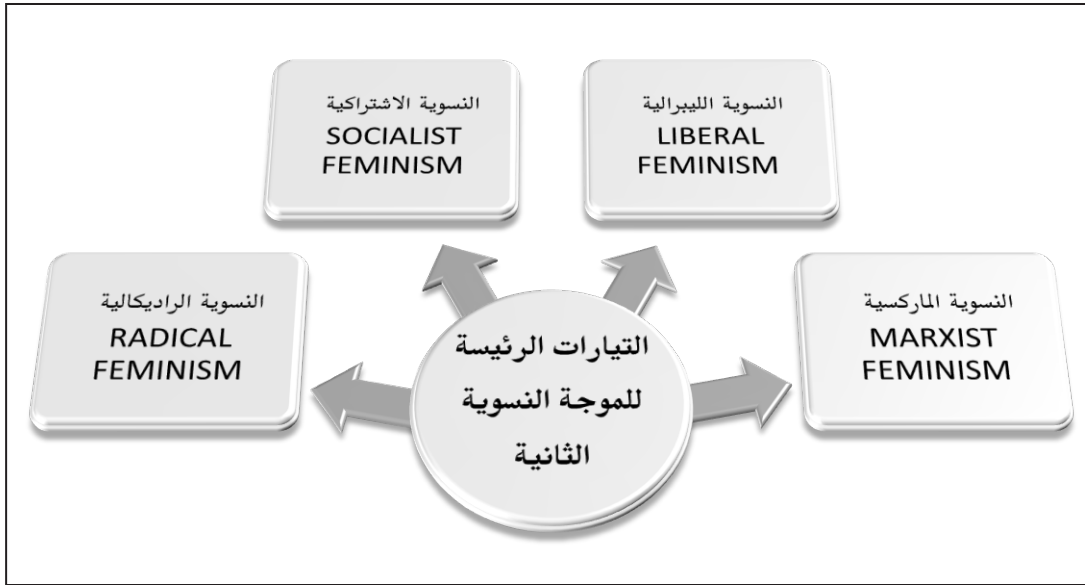 النسوية الليبرالية
LIBERAL
FEMINISM
النسوية الاشتراكية
SOCIALIST
FEMINISM
النسوية الماركسية
MARXIST
FEMINISM
النسوية الراديكالية
RADICAL
FEMINISM
التيارات الرئيسة
للموجة النسوية
الثانية